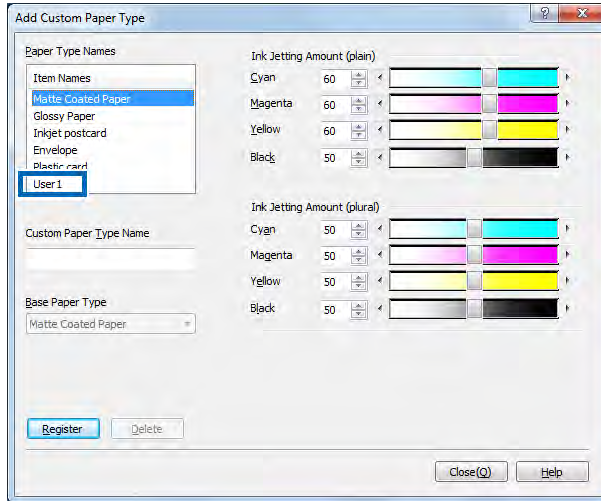 Add Custom Paper Type
Paper Type Names
Item Names
Matte Coated Paper
Glossy Paper
Inkjet postcard
Envelope
Plastic card
User1
Custom Paper Type Name
Base Paper Type
Matte Coated Paper
Register Delete
Ink Jetting Amount (plain)
Cyan 60
Magenta 60
Yellow 60
Black 50
Ink Jetting Amount (plural)
Cyan 50
Magenta 50
Yellow 50
Black 50
Close(Q) Help